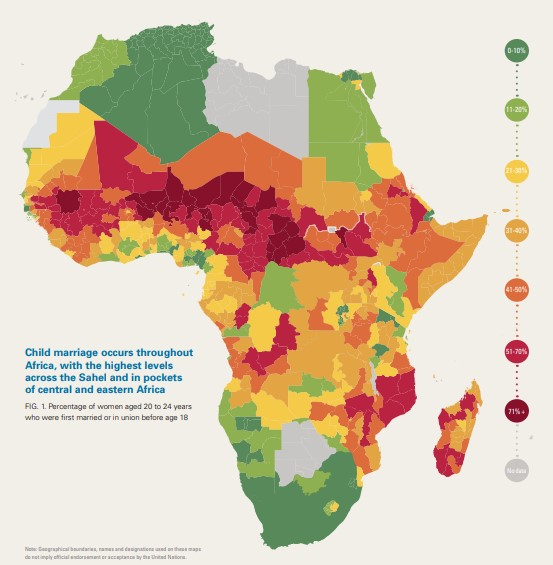 0-10%
11-20%
21-30%
31-40%
41-50%
51-70%
71% +
No data
Child marriage occurs throughout
Africa, with the highest levels
across the Sahel and in pockets
of central and eastern Africa
FIG. 1. Percentage of women aged 20 to 24 years
who were first married or in union before age 18
Note: Geographical boundaries, names and designations used on these maps
do not imply official endorsement or acceptance by the United Nations.